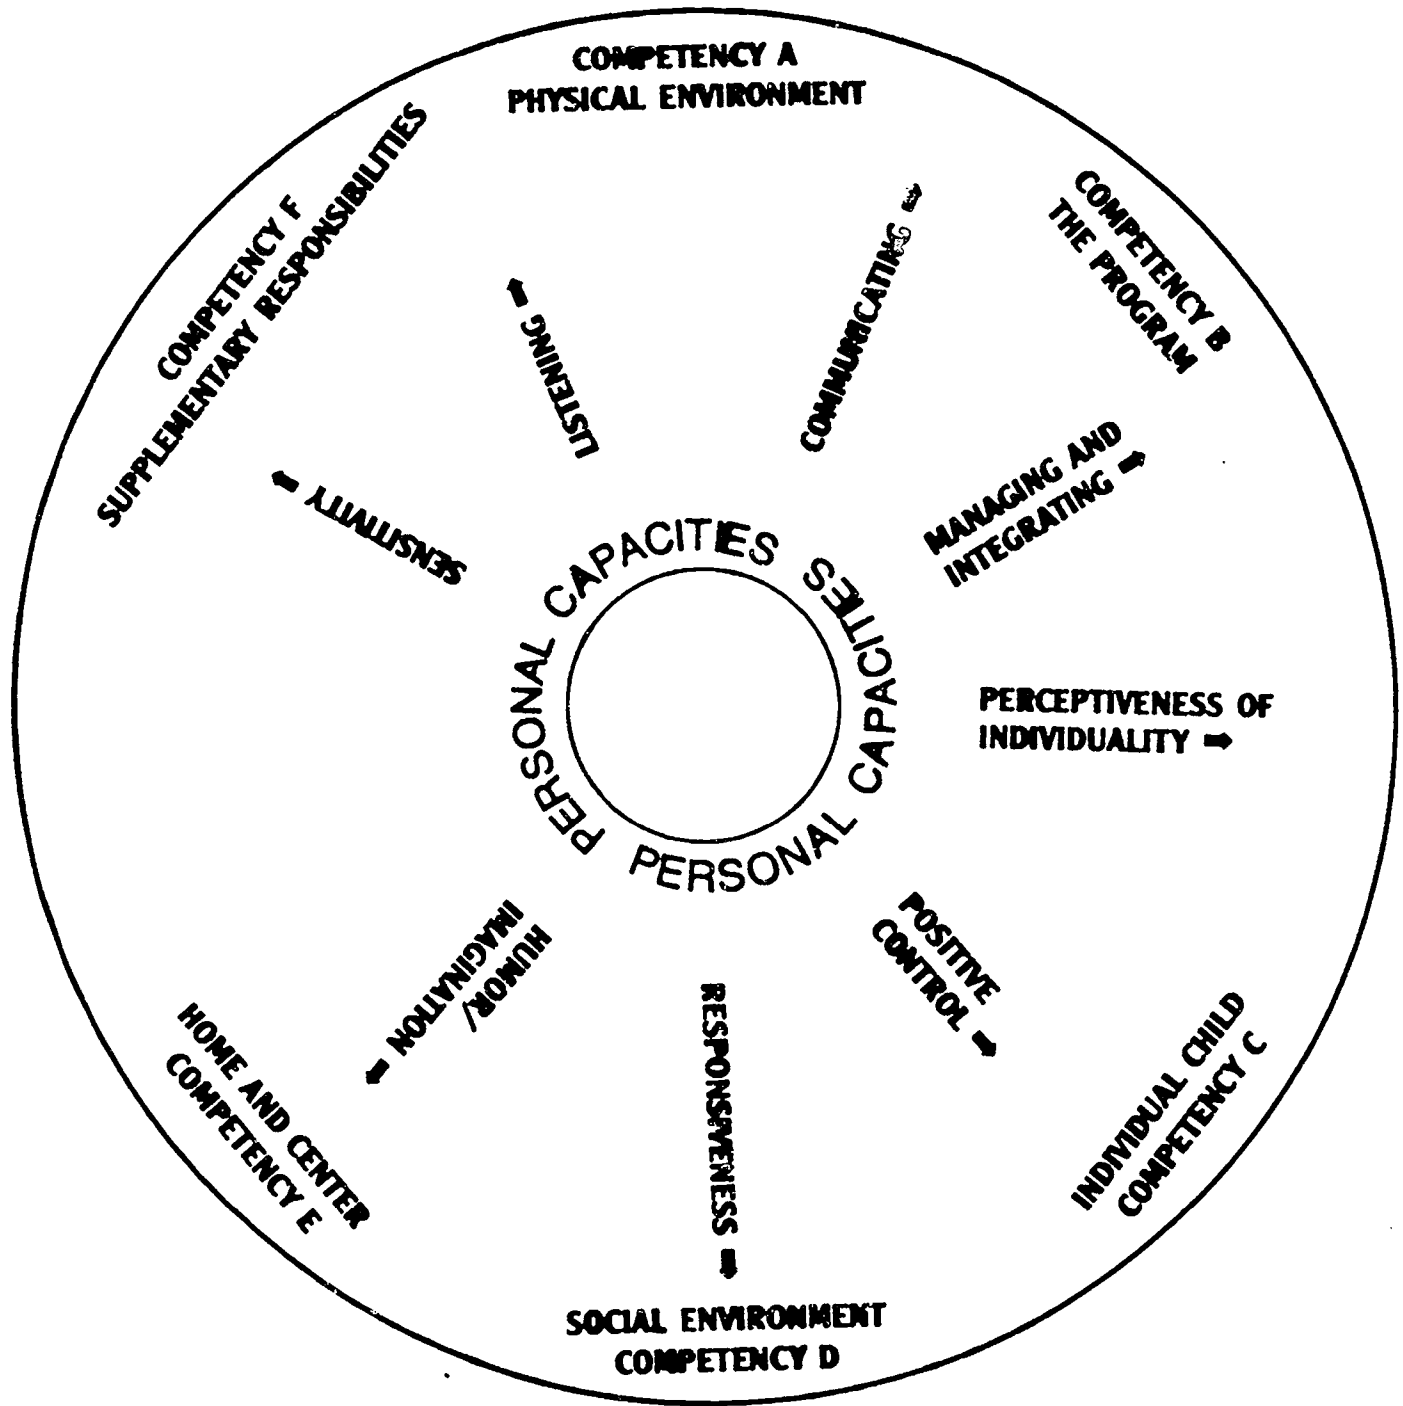 COMPETENCY A
PHYSICAL ENVIRONMENT
COMPETENCY B
THE PROGRAM
COMPETENCY F
SUPPLEMENTARY RESPONSIBILITIES
COMMUNICATING
LISTENING
MANAGING AND
INTEGRATING
SENSITIVITY
PERSONAL CAPACITIES
PERSONAL CAPACITIES
PERCEPTIVENESS OF
INDIVIDUALITY
POSITIVE
CONTROL
HUMOR/
IMAGINATION
RESPONSIVENESS
INDIVIDUAL CHILD
COMPETENCY C
HOME AND CENTER
COMPETENCY E
SOCIAL ENVIRONMENT
COMPETENCY D